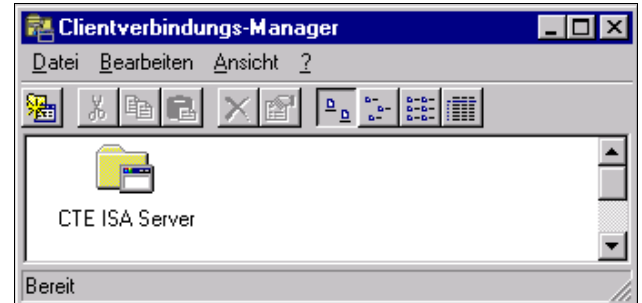 Clientverbindungs-Manager
Datei Bearbeiten Ansicht ?
CTE ISA Server
Bereit